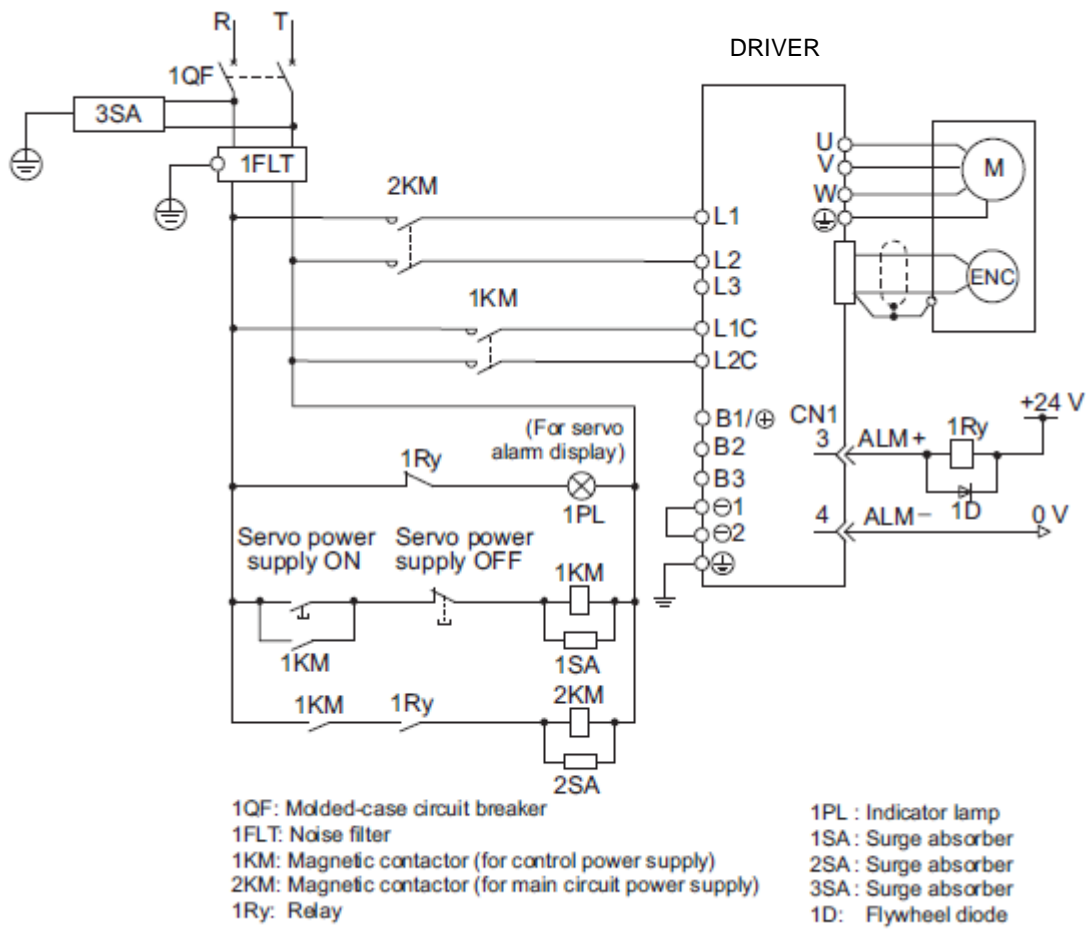 R T
DRIVER
1QF
3SA
1FLT
U
V
W
M
2KM
L1
L2
L3
ENC
1KM
L1C
L2C
B1/⊕
CN1
+24 V
(For servo
alarm display)
3
ALM+
1Ry
B2
1Ry
B3
1D
1PL
⊖1
4
ALM−
0 V
⊖2
Servo power
supply ON
Servo power
supply OFF
1KM
1KM
1SA
1KM
1Ry
2KM
2SA
1QF: Molded-case circuit breaker
1FLT: Noise filter
1KM: Magnetic contactor (for control power supply)
2KM: Magnetic contactor (for main circuit power supply)
1Ry: Relay
1PL : Indicator lamp
1SA : Surge absorber
2SA : Surge absorber
3SA : Surge absorber
1D: Flywheel diode